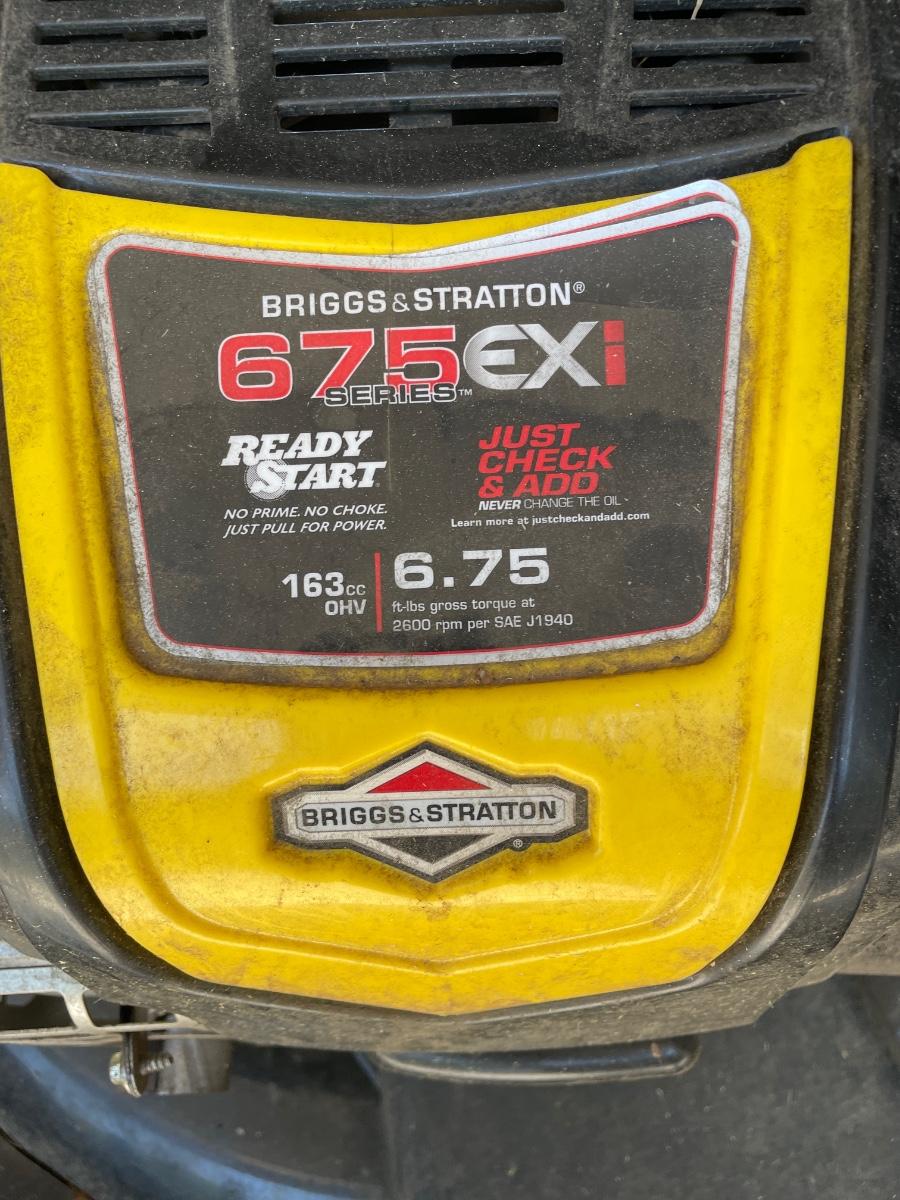 BRIGGS & STRATTON®
675 EXi
SERIES™
READY
START®
NO PRIME. NO CHOKE.
JUST PULL FOR POWER.
JUST
CHECK
& ADD
NEVER CHANGE THE OIL
Learn more at justcheckandadd.com
163cc
OHV
6.75
ft-lbs gross torque at
2600 rpm per SAE J1940
BRIGGS & STRATTON
®